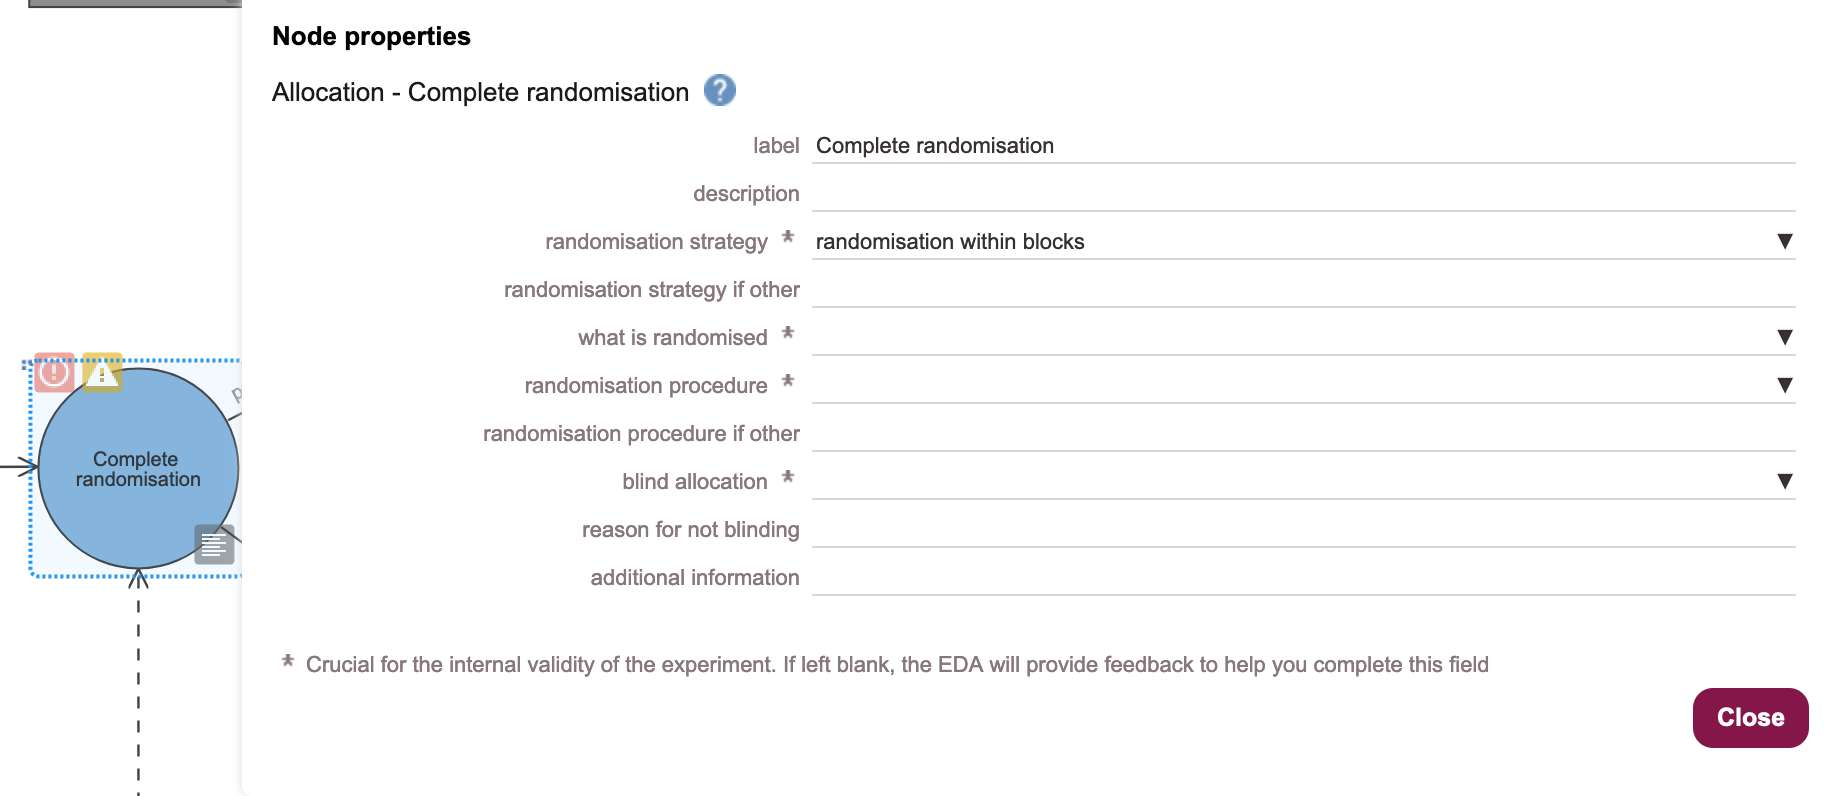 Node properties
Allocation - Complete randomisation ?
label Complete randomisation
description
randomisation strategy * randomisation within blocks ▼
randomisation strategy if other
what is randomised * ▼
randomisation procedure * ▼
randomisation procedure if other
blind allocation * ▼
reason for not blinding
additional information
* Crucial for the internal validity of the experiment. If left blank, the EDA will provide feedback to help you complete this field
Close
Complete
randomisation